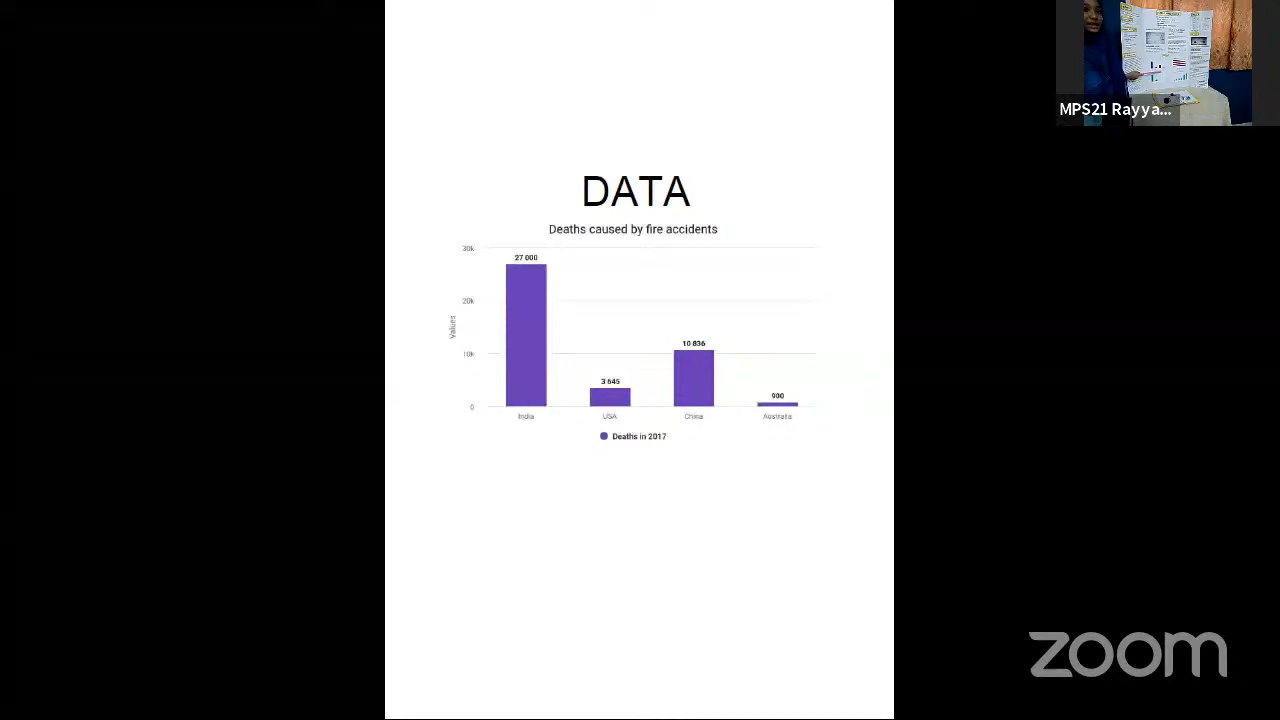 MPS21 Rayya...
DATA
Deaths caused by fire accidents
30k
27 000
20k
Values
10 836
10k
3 645
900
0
India
USA
China
Australia
Deaths in 2017
zoom